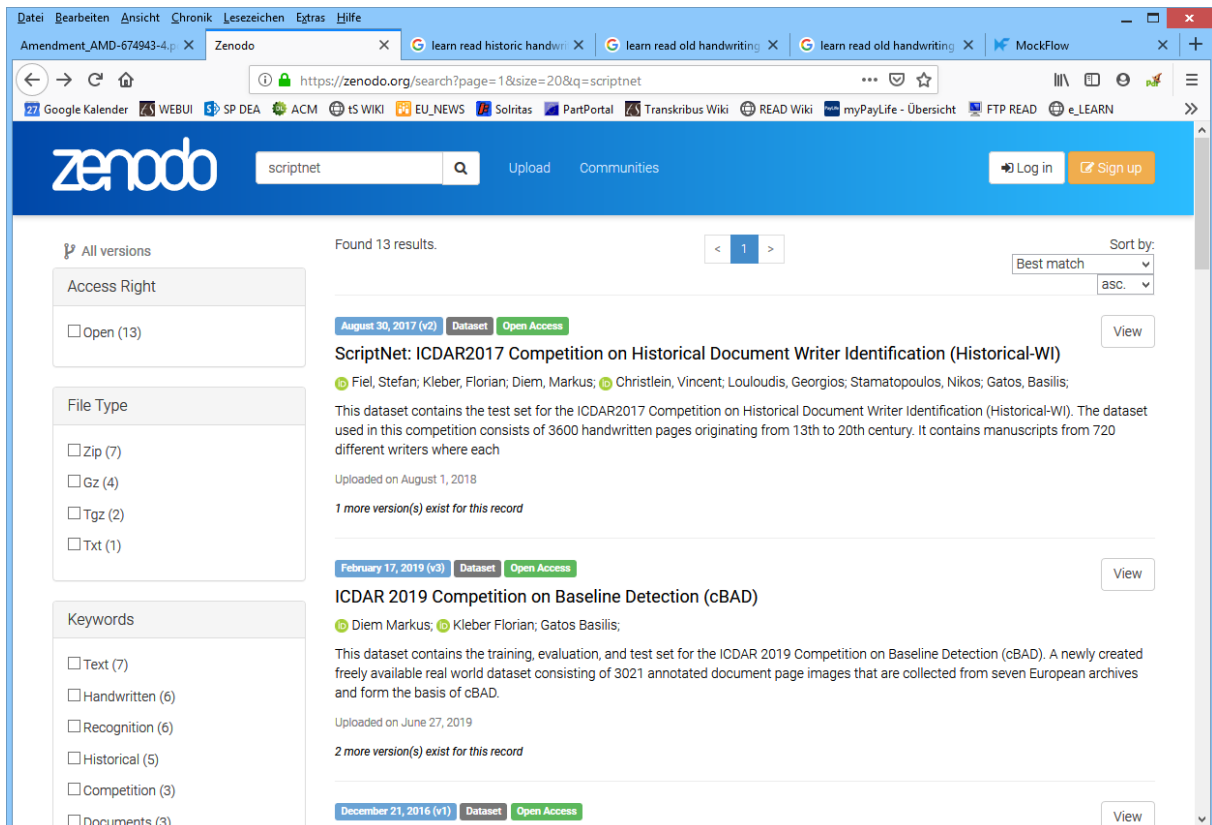 Datei Bearbeiten Ansicht Chronik Lesezeichen Extras Hilfe
Amendment_AMD-674943-4.p Zenodo learn read historic handwri learn read old handwriting learn read old handwriting MockFlow
https://zenodo.org/search?page=1&size=20&q=scriptnet
27 Google Kalender WEBUI SP DEA ACM tS WIKI EU_NEWS Solritas PartPortal Transkribus Wiki READ Wiki myPayLife - Übersicht FTP READ e_LEARN
zenodo scriptnet Upload Communities Log in Sign up
All versions
Found 13 results.
< 1 >
Sort by:
Best match
asc.
Access Right
Open (13)
File Type
Zip (7)
Gz (4)
Tgz (2)
Txt (1)
Keywords
Text (7)
Handwritten (6)
Recognition (6)
Historical (5)
Competition (3)
Documents (3)
August 30, 2017 (v2) Dataset Open Access View
ScriptNet: ICDAR2017 Competition on Historical Document Writer Identification (Historical-WI)
Fiel, Stefan; Kleber, Florian; Diem, Markus; Christlein, Vincent; Louloudis, Georgios; Stamatopoulos, Nikos; Gatos, Basilis;
This dataset contains the test set for the ICDAR2017 Competition on Historical Document Writer Identification (Historical-WI). The dataset
used in this competition consists of 3600 handwritten pages originating from 13th to 20th century. It contains manuscripts from 720
different writers where each
Uploaded on August 1, 2018
1 more version(s) exist for this record
February 17, 2019 (v3) Dataset Open Access View
ICDAR 2019 Competition on Baseline Detection (cBAD)
Diem Markus; Kleber Florian; Gatos Basilis;
This dataset contains the training, evaluation, and test set for the ICDAR 2019 Competition on Baseline Detection (cBAD). A newly created
freely available real world dataset consisting of 3021 annotated document page images that are collected from seven European archives
and form the basis of cBAD.
Uploaded on June 27, 2019
2 more version(s) exist for this record
December 21, 2016 (v1) Dataset Open Access View